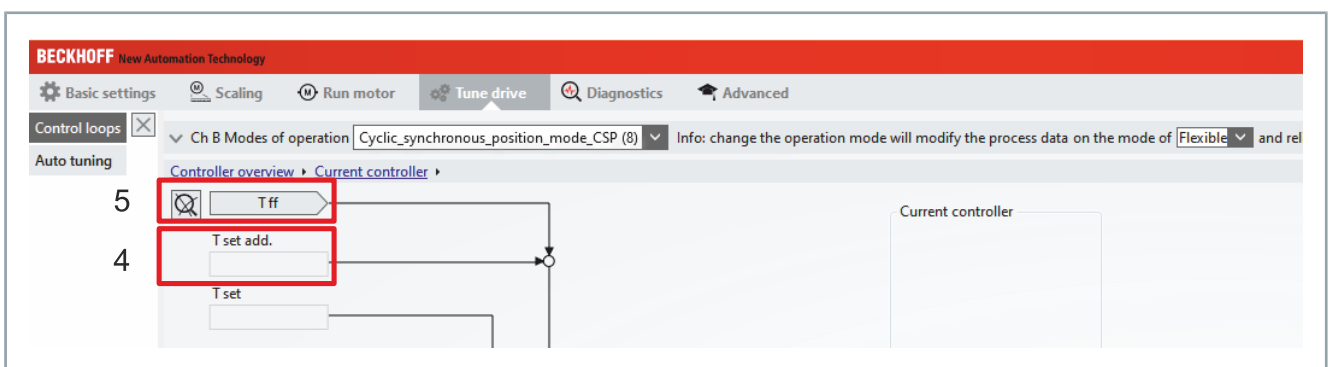 BECKHOFF New Automation Technology
Basic settings Scaling Run motor Tune drive Diagnostics Advanced
Control loops
Ch B Modes of operation Cyclic_synchronous_position_mode_CSP (8) Info: change the operation mode will modify the process data on the mode of Flexible and rel
Auto tuning
Controller overview Current controller
5 T ff
Current controller
4 T set add.
T set